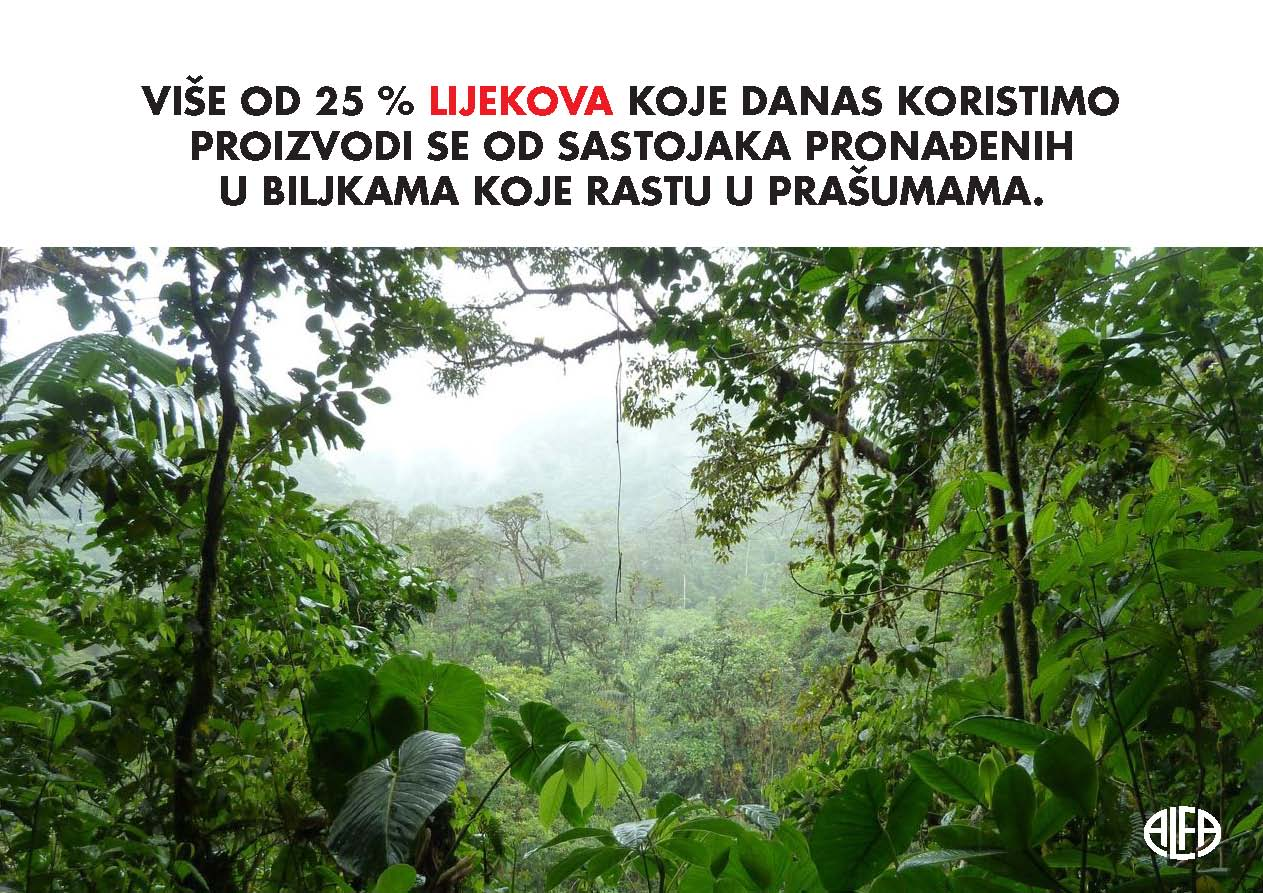 VIŠE OD 25 % LIJEKOVA KOJE DANAS KORISTIMO
PROIZVODI SE OD SASTOJAKA PRONAĐENIH
U BILJKAMA KOJE RASTU U PRAŠUMAMA.
ALFA